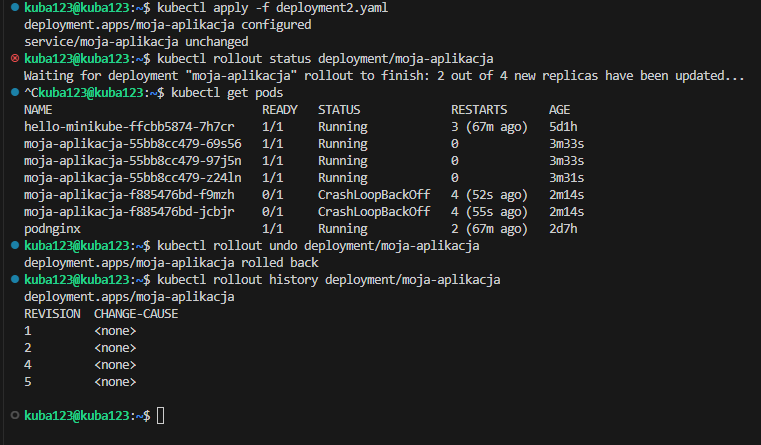 kuba123@kuba123:~$ kubectl apply -f deployment2.yaml
deployment.apps/moja-aplikacja configured
service/moja-aplikacja unchanged
kuba123@kuba123:~$ kubectl rollout status deployment/moja-aplikacja
Waiting for deployment "moja-aplikacja" rollout to finish: 2 out of 4 new replicas have been updated...
^Ckuba123@kuba123:~$ kubectl get pods
NAME READY STATUS RESTARTS AGE
hello-minikube-ffcbb5874-7h7cr 1/1 Running 3 (67m ago) 5d1h
moja-aplikacja-55bb8cc479-69s56 1/1 Running 0 3m33s
moja-aplikacja-55bb8cc479-97j5n 1/1 Running 0 3m33s
moja-aplikacja-55bb8cc479-z24ln 1/1 Running 0 3m31s
moja-aplikacja-f885476bd-f9mzh 0/1 CrashLoopBackOff 4 (52s ago) 2m14s
moja-aplikacja-f885476bd-jcbjr 0/1 CrashLoopBackOff 4 (55s ago) 2m14s
podnginx 1/1 Running 2 (67m ago) 2d7h
kuba123@kuba123:~$ kubectl rollout undo deployment/moja-aplikacja
deployment.apps/moja-aplikacja rolled back
kuba123@kuba123:~$ kubectl rollout history deployment/moja-aplikacja
deployment.apps/moja-aplikacja
REVISION CHANGE-CAUSE
1 <none>
2 <none>
4 <none>
5 <none>
kuba123@kuba123:~$